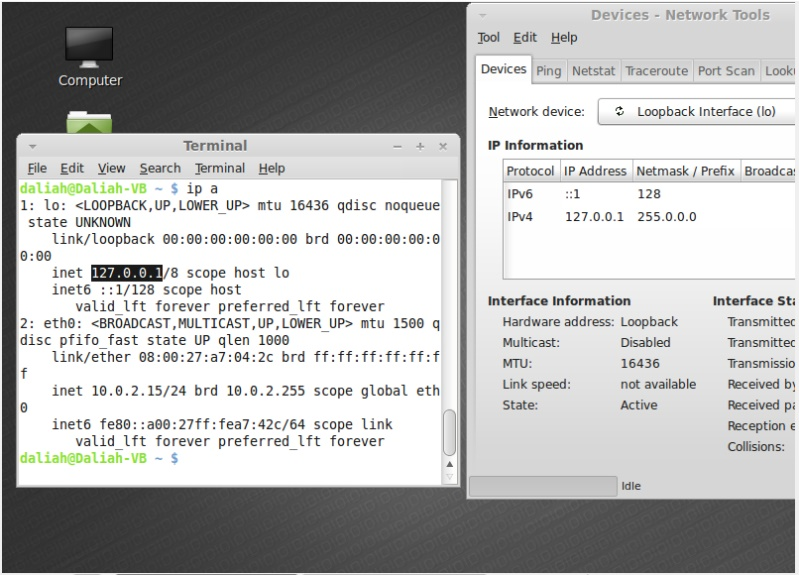 Computer
Terminal
File Edit View Search Terminal Help
daliah@Daliah-VB ~ $ ip a
1: lo: <LOOPBACK,UP,LOWER_UP> mtu 16436 qdisc noqueue
 state UNKNOWN
    link/loopback 00:00:00:00:00:00 brd 00:00:00:00:0
0:00
    inet 127.0.0.1/8 scope host lo
    inet6 ::1/128 scope host
       valid_lft forever preferred_lft forever
2: eth0: <BROADCAST,MULTICAST,UP,LOWER_UP> mtu 1500 q
disc pfifo_fast state UP qlen 1000
    link/ether 08:00:27:a7:04:2c brd ff:ff:ff:ff:ff:f
f
    inet 10.0.2.15/24 brd 10.0.2.255 scope global eth
0
    inet6 fe80::a00:27ff:fea7:42c/64 scope link
       valid_lft forever preferred_lft forever
daliah@Daliah-VB ~ $
Devices - Network Tools
Tool Edit Help
Devices Ping Netstat Traceroute Port Scan Looku
Network device: Loopback Interface (lo)
IP Information
Protocol IP Address Netmask / Prefix Broadcas
IPv6 ::1 128
IPv4 127.0.0.1 255.0.0.0
Interface Information Interface Sta
Hardware address: Loopback Transmitted
Multicast: Disabled Transmitted
MTU: 16436 Transmissio
Link speed: not available Received by
State: Active Received pa
Reception e
Collisions:
Idle